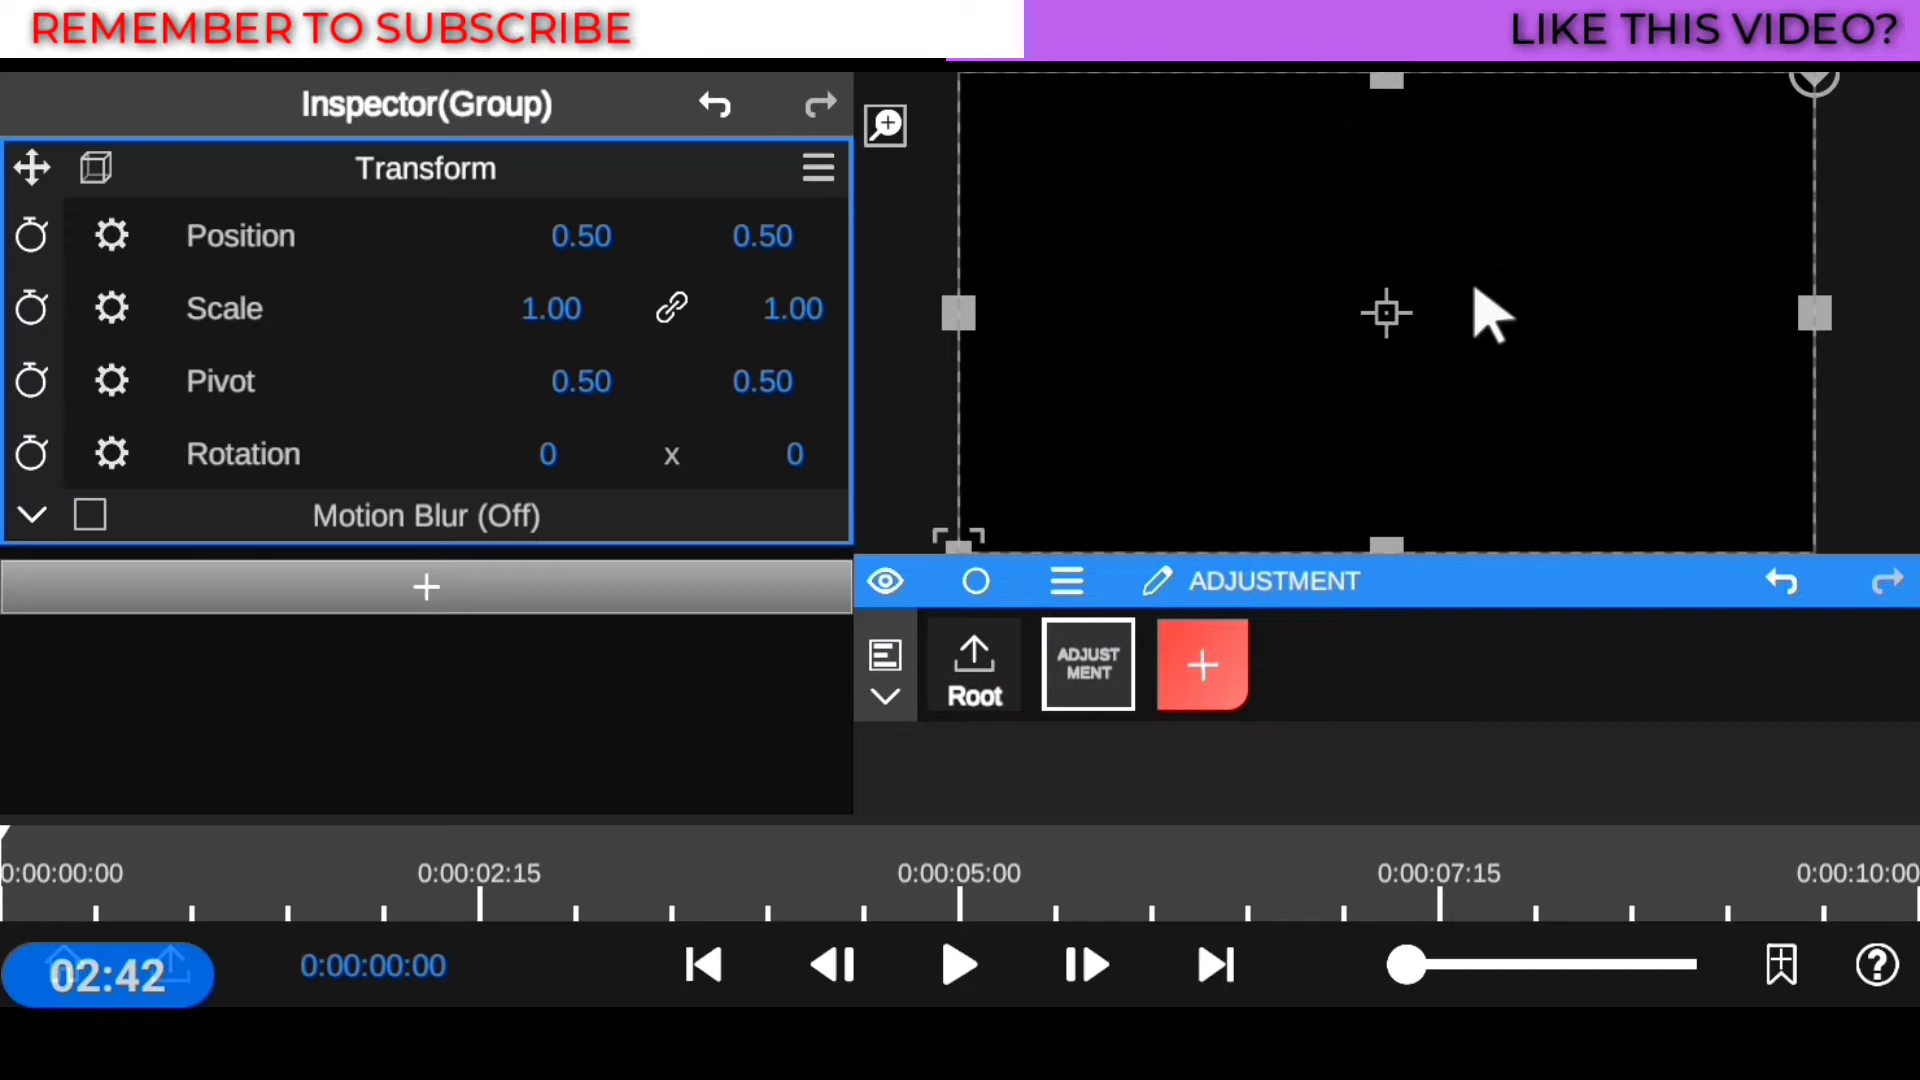 REMEMBER TO SUBSCRIBE
LIKE THIS VIDEO?
Inspector(Group)
Transform
Position 0.50 0.50
Scale 1.00 1.00
Pivot 0.50 0.50
Rotation 0 x 0
Motion Blur (Off)
+
ADJUSTMENT
Root
ADJUST
MENT
+
0:00:00:00 0:00:02:15 0:00:05:00 0:00:07:15 0:00:10:00
02:42 0:00:00:00
?